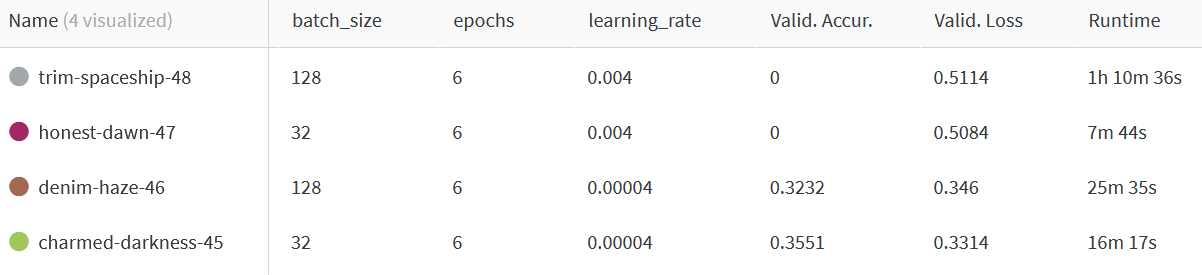 Name (4 visualized) batch_size epochs learning_rate Valid. Accur. Valid. Loss Runtime
trim-spaceship-48 128 6 0.004 0 0.5114 1h 10m 36s
honest-dawn-47 32 6 0.004 0 0.5084 7m 44s
denim-haze-46 128 6 0.00004 0.3232 0.346 25m 35s
charmed-darkness-45 32 6 0.00004 0.3551 0.3314 16m 17s